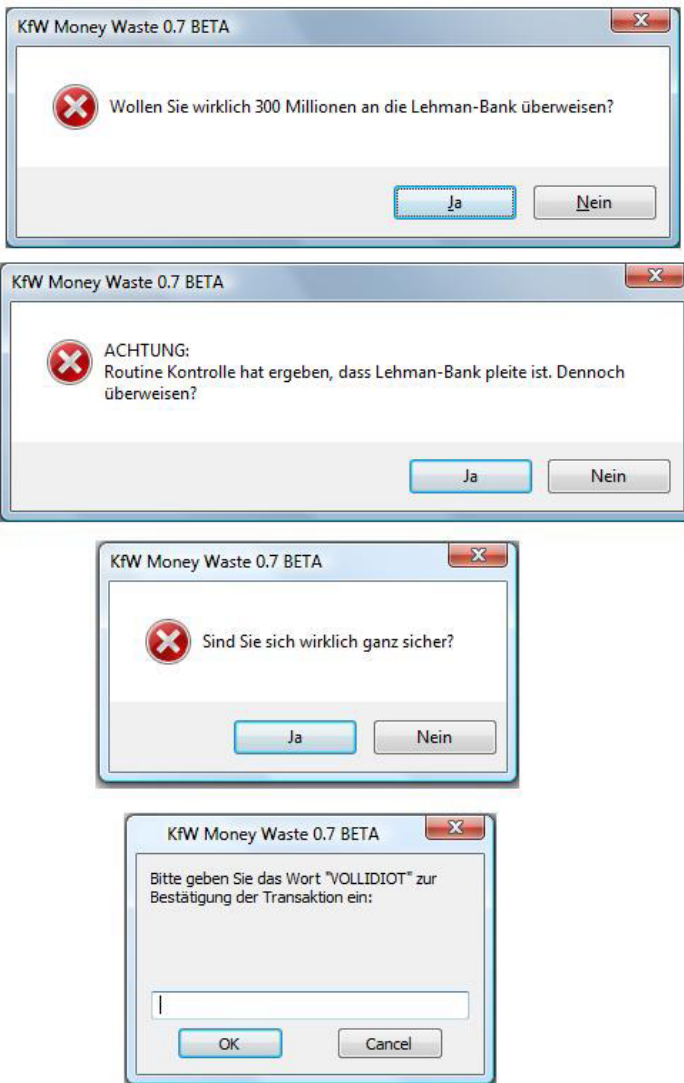 KfW Money Waste 0.7 BETA
Wollen Sie wirklich 300 Millionen an die Lehman-Bank überweisen?
Ja Nein
KfW Money Waste 0.7 BETA
ACHTUNG:
Routine Kontrolle hat ergeben, dass Lehman-Bank pleite ist. Dennoch
überweisen?
Ja Nein
KfW Money Waste 0.7 BETA
Sind Sie sich wirklich ganz sicher?
Ja Nein
KfW Money Waste 0.7 BETA
Bitte geben Sie das Wort "VOLLIDIOT" zur
Bestätigung der Transaktion ein:
OK Cancel